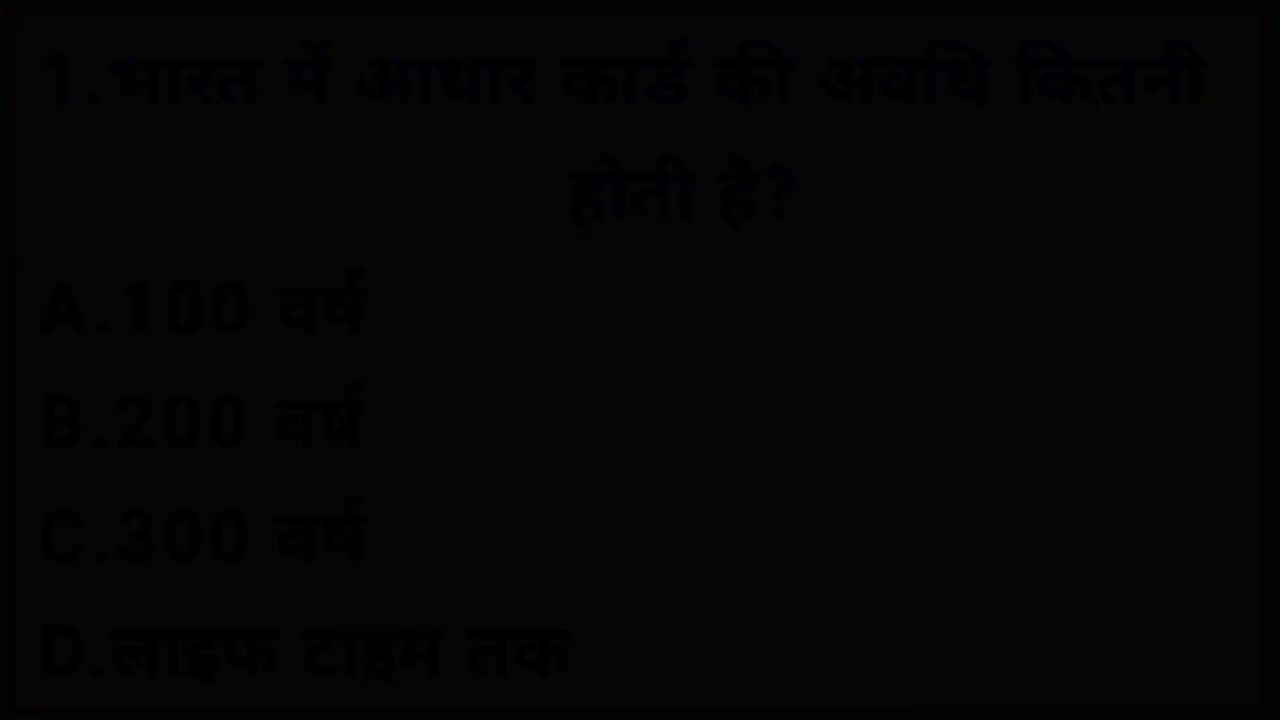 1.भारत में आधार कार्ड की अवधि कितनी
होती है?
A.100 वर्ष
B.200 वर्ष
C.300 वर्ष
D.लाइफ टाइम तक